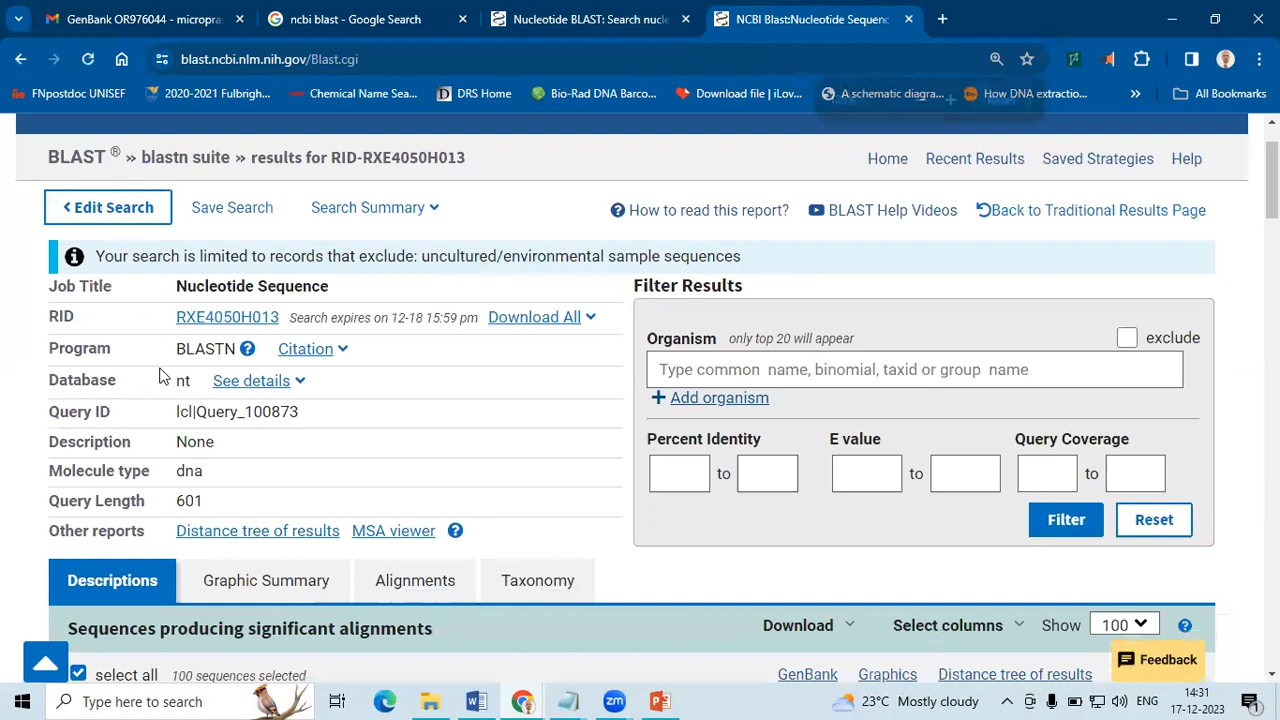 GenBank OR976044 - micropras
ncbi blast - Google Search
Nucleotide BLAST: Search nucle
NCBI Blast:Nucleotide Sequenc
blast.ncbi.nlm.nih.gov/Blast.cgi
FNpostdoc UNISEF
2020-2021 Fulbrigh...
Chemical Name Sea...
DRS Home
Bio-Rad DNA Barco...
Download file | iLov...
A schematic diagra...
How DNA extractio...
All Bookmarks
BLAST ® » blastn suite » results for RID-RXE4050H013
Home Recent Results Saved Strategies Help
Edit Search Save Search Search Summary
How to read this report? BLAST Help Videos Back to Traditional Results Page
Your search is limited to records that exclude: uncultured/environmental sample sequences
Job Title Nucleotide Sequence
RID RXE4050H013 Search expires on 12-18 15:59 pm Download All
Program BLASTN Citation
Database nt See details
Query ID lcl|Query_100873
Description None
Molecule type dna
Query Length 601
Other reports Distance tree of results MSA viewer
Filter Results
Organism only top 20 will appear exclude
Type common name, binomial, taxid or group name
Add organism
Percent Identity E value Query Coverage
to to to
Filter Reset
Descriptions Graphic Summary Alignments Taxonomy
Sequences producing significant alignments Download Select columns Show 100
select all 100 sequences selected GenBank Graphics Distance tree of results
Feedback
Type here to search
23°C Mostly cloudy
ENG
14:31
17-12-2023